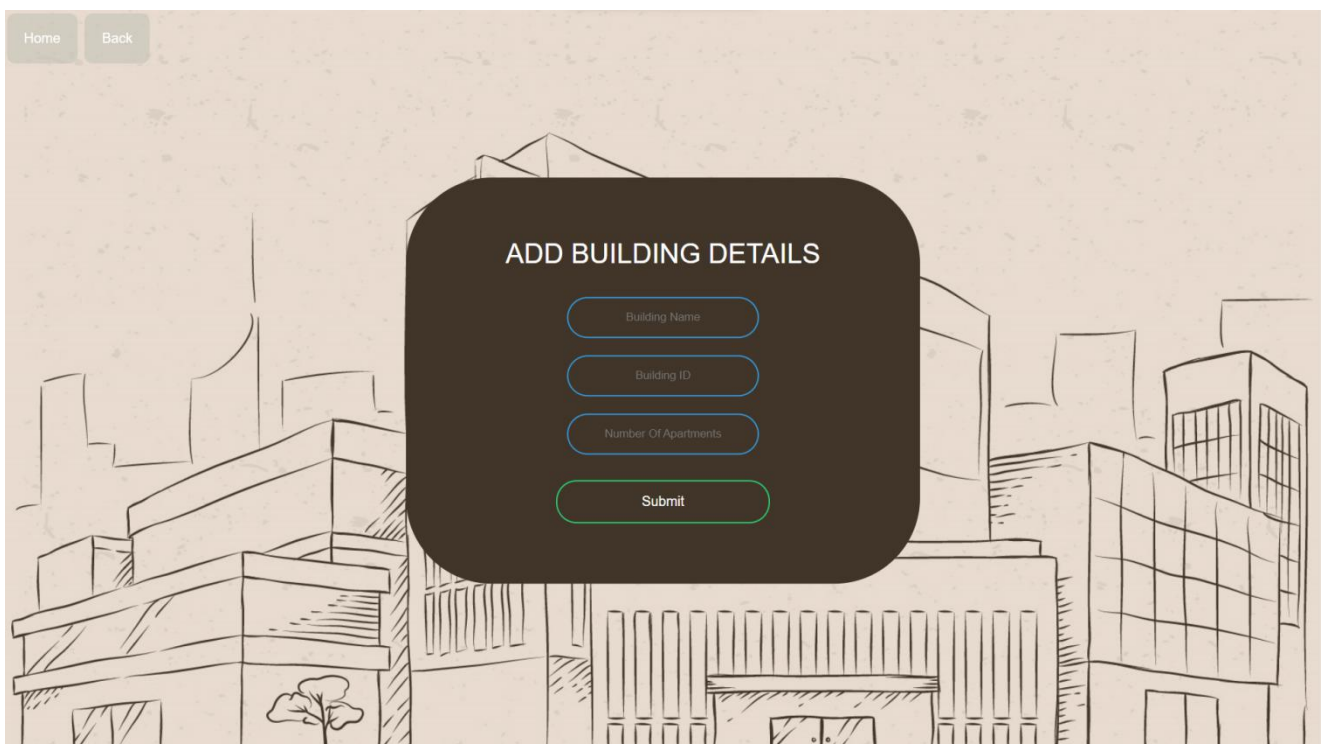 Home Back
ADD BUILDING DETAILS
Building Name
Building ID
Number Of Apartments
Submit